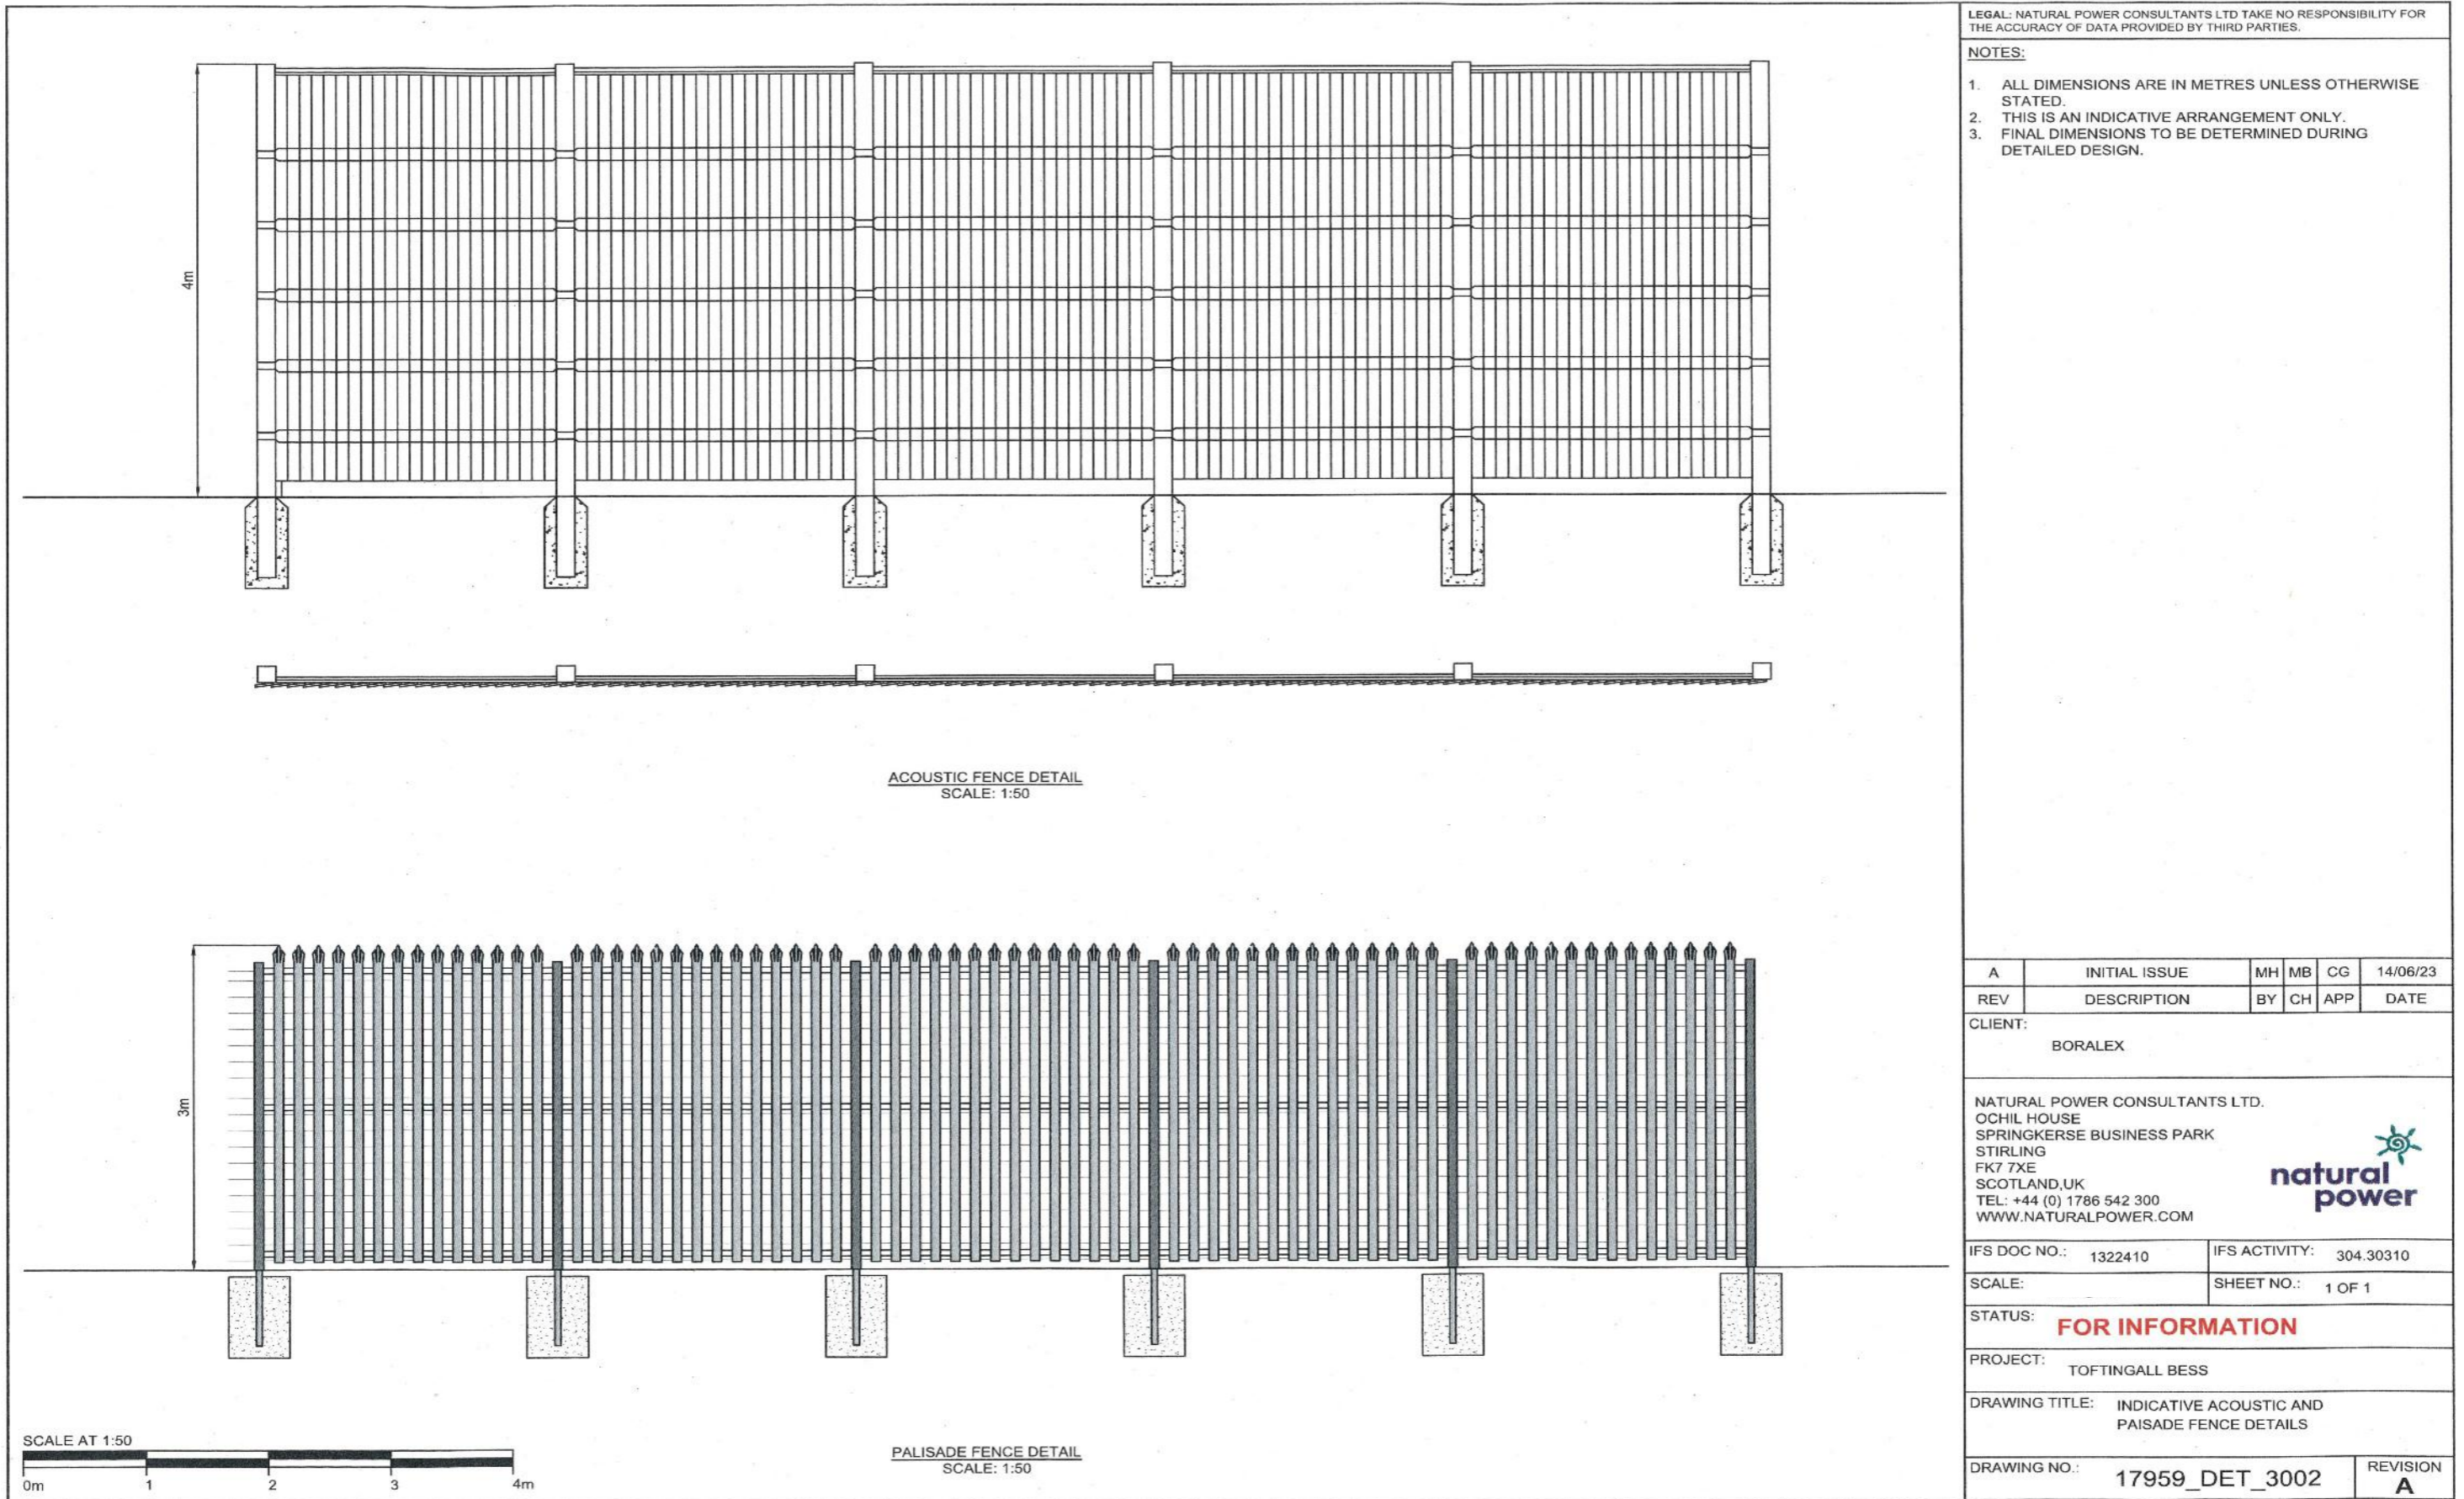 4m
ACOUSTIC FENCE DETAIL
SCALE: 1:50
3m
PALISADE FENCE DETAIL
SCALE: 1:50
SCALE AT 1:50
0m 1 2 3 4m
LEGAL: NATURAL POWER CONSULTANTS LTD TAKE NO RESPONSIBILITY FOR
THE ACCURACY OF DATA PROVIDED BY THIRD PARTIES.
NOTES:
1. ALL DIMENSIONS ARE IN METRES UNLESS OTHERWISE
STATED.
2. THIS IS AN INDICATIVE ARRANGEMENT ONLY.
3. FINAL DIMENSIONS TO BE DETERMINED DURING
DETAILED DESIGN.
A INITIAL ISSUE MH MB CG 14/06/23
REV DESCRIPTION BY CH APP DATE
CLIENT:
BORALEX
NATURAL POWER CONSULTANTS LTD.
OCHIL HOUSE
SPRINGKERSE BUSINESS PARK
STIRLING
FK7 7XE
SCOTLAND,UK
TEL: +44 (0) 1786 542 300
WWW.NATURALPOWER.COM
natural
power
IFS DOC NO.: 1322410 IFS ACTIVITY: 304.30310
SCALE: SHEET NO.: 1 OF 1
STATUS: FOR INFORMATION
PROJECT: TOFTINGALL BESS
DRAWING TITLE: INDICATIVE ACOUSTIC AND
PAISADE FENCE DETAILS
DRAWING NO.: 17959_DET_3002 REVISION
A